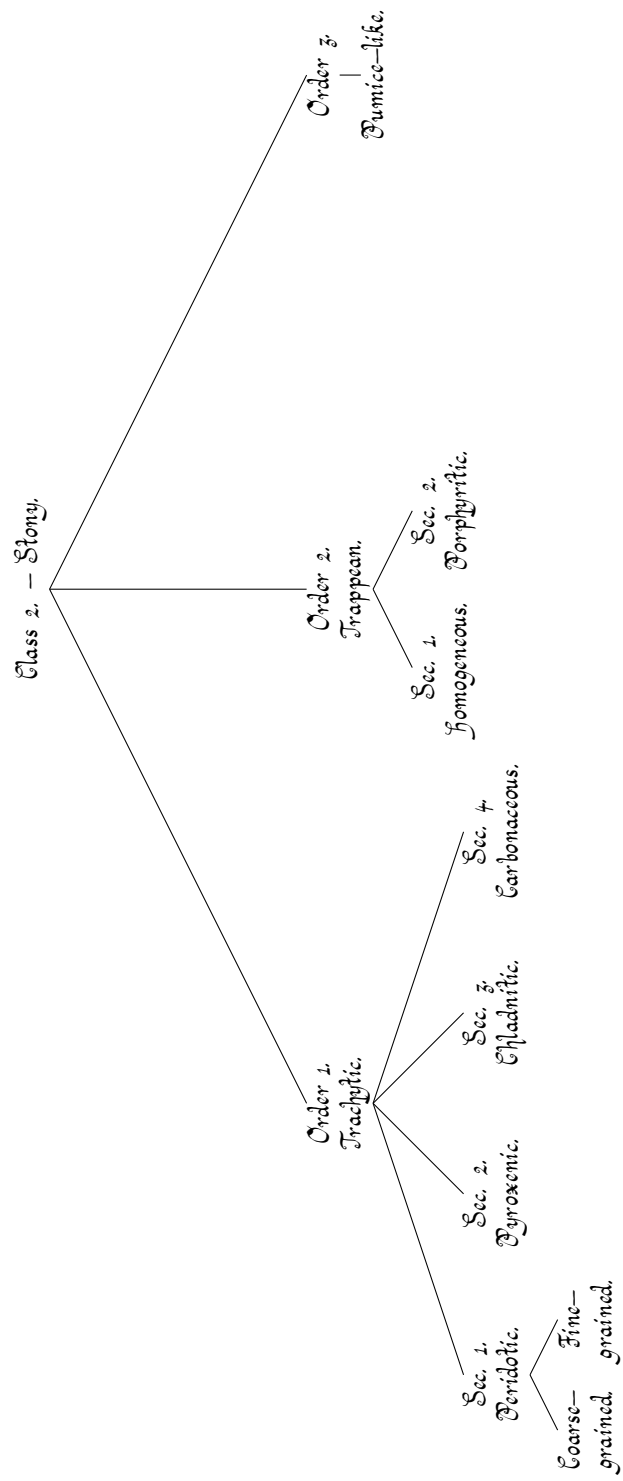 Class 2. — Stony.
Order 1.
Trachytic.
Order 2.
Trappean.
Order 3.
Pumice—like.
Sec. 1.
Peridotic.
Sec. 2.
Pyroxenic.
Sec. 3.
Chladnitic.
Sec. 4.
Carbonaceous.
Sec. 1.
homogeneous.
Sec. 2.
Porphyritic.
Coarse—
grained.
Fine—
grained.